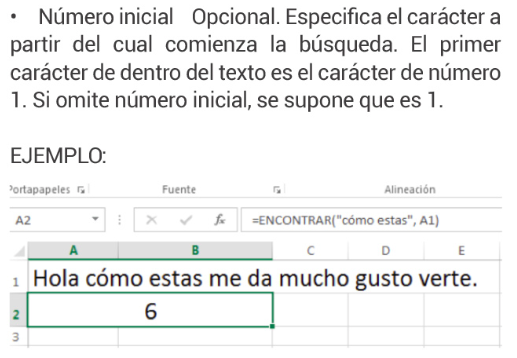 • Número inicial Opcional. Especifica el carácter a
partir del cual comienza la búsqueda. El primer
carácter de dentro del texto es el carácter de número
1. Si omite número inicial, se supone que es 1.
EJEMPLO:
Portapapeles Fuente Alineación
A2 fx =ENCONTRAR("cómo estas", A1)
A B C D E
1 Hola cómo estas me da mucho gusto verte.
2 6
3